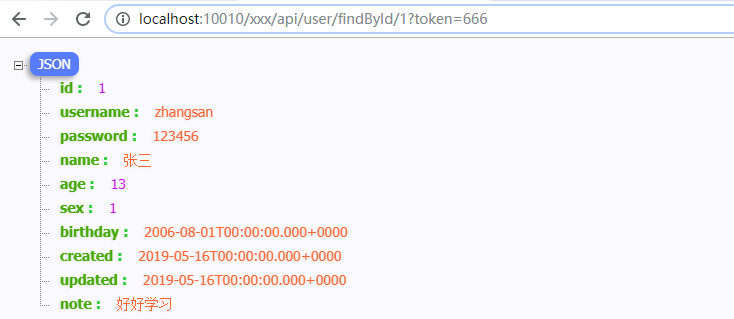 localhost:10010/xxx/api/user/findById/1?token=666
JSON
id : 1
username : zhangsan
password : 123456
name : 张三
age : 13
sex : 1
birthday : 2006-08-01T00:00:00.000+0000
created : 2019-05-16T00:00:00.000+0000
updated : 2019-05-16T00:00:00.000+0000
note : 好好学习